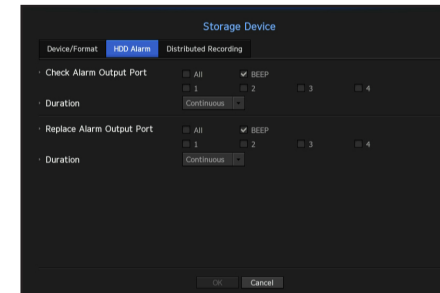 Storage Device
Device/Format HDD Alarm Distributed Recording
Check Alarm Output Port All BEEP
1 2 3 4
Duration Continuous
Replace Alarm Output Port All BEEP
1 2 3 4
Duration Continuous
OK Cancel